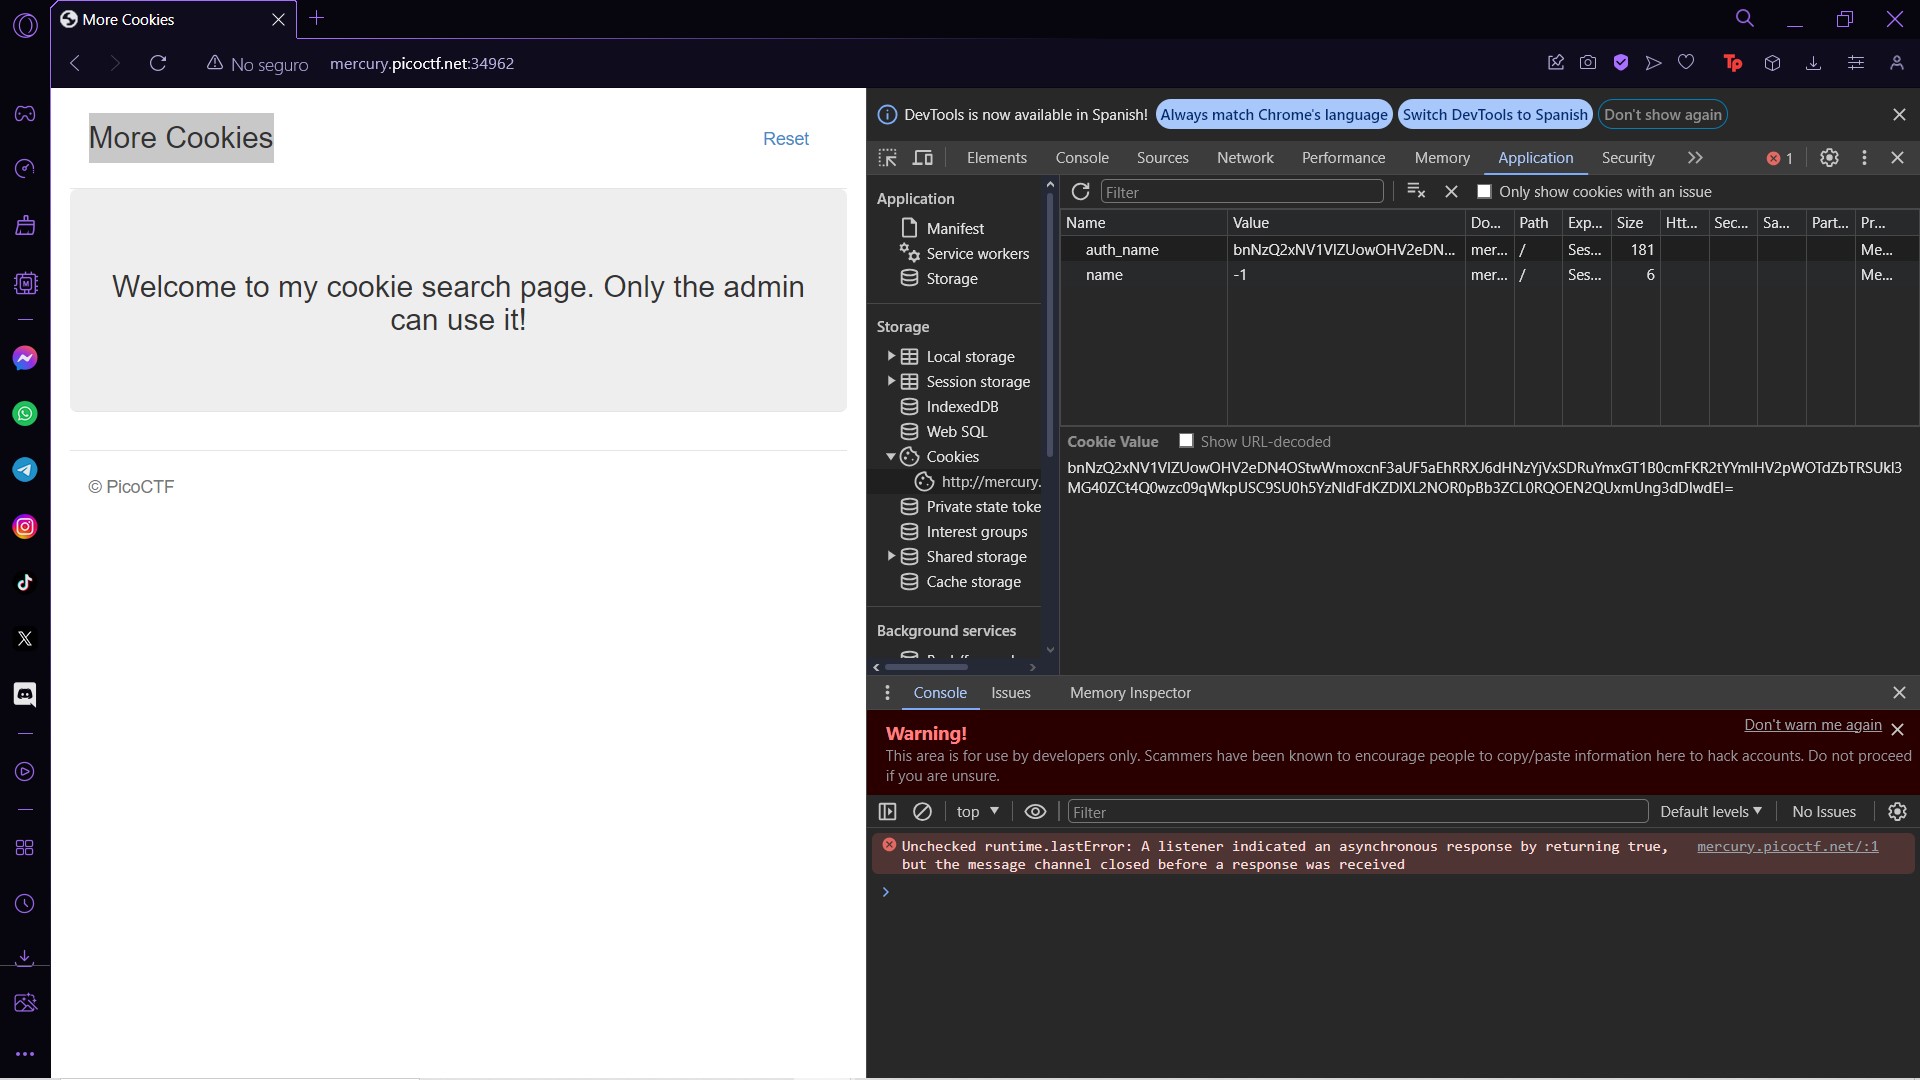 More Cookies
No seguro
mercury.picoctf.net:34962
Tp
More Cookies
Reset
Welcome to my cookie search page. Only the admin
can use it!
© PicoCTF
DevTools is now available in Spanish!
Always match Chrome's language
Switch DevTools to Spanish
Don't show again
Elements
Console
Sources
Network
Performance
Memory
Application
Security
1
Application
Manifest
Service workers
Storage
Storage
Local storage
Session storage
IndexedDB
Web SQL
Cookies
http://mercury.
Private state toke
Interest groups
Shared storage
Cache storage
Background services
Filter
Only show cookies with an issue
Name Value Do... Path Exp... Size Htt... Sec... Sa... Part... Pr...
auth_name bnNzQ2xNV1VlZUowOHV2eDN... mer... / Ses... 181 Me...
name -1 mer... / Ses... 6 Me...
Cookie Value
Show URL-decoded
Console
Issues
Memory Inspector
Warning!
Don't warn me again
This area is for use by developers only. Scammers have been known to encourage people to copy/paste information here to hack accounts. Do not proceed
if you are unsure.
top
Filter
Default levels
No Issues
Unchecked runtime.lastError: A listener indicated an asynchronous response by returning true,
mercury.picoctf.net/:1
but the message channel closed before a response was received